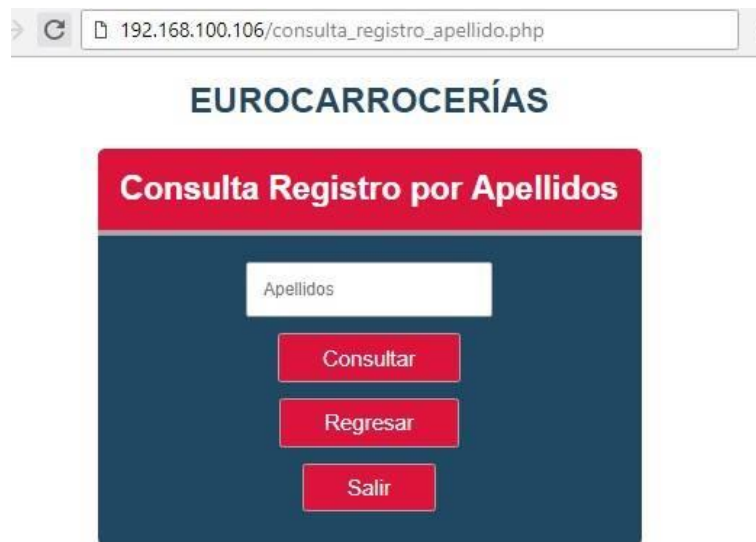 192.168.100.106/consulta_registro_apellido.php
EUROCARROCERÍAS
Consulta Registro por Apellidos
Apellidos
Consultar
Regresar
Salir